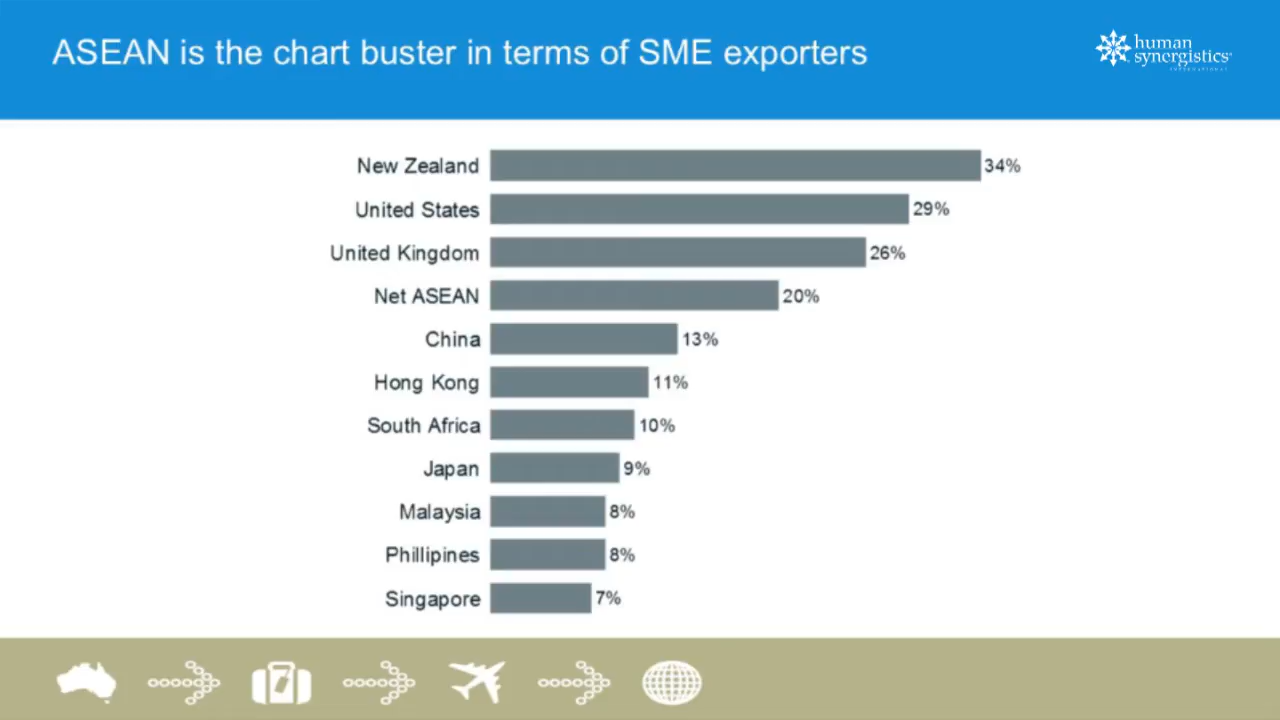 ASEAN is the chart buster in terms of SME exporters
human
synergistics
INTERNATIONAL
New Zealand 34%
United States 29%
United Kingdom 26%
Net ASEAN 20%
China 13%
Hong Kong 11%
South Africa 10%
Japan 9%
Malaysia 8%
Phillipines 8%
Singapore 7%